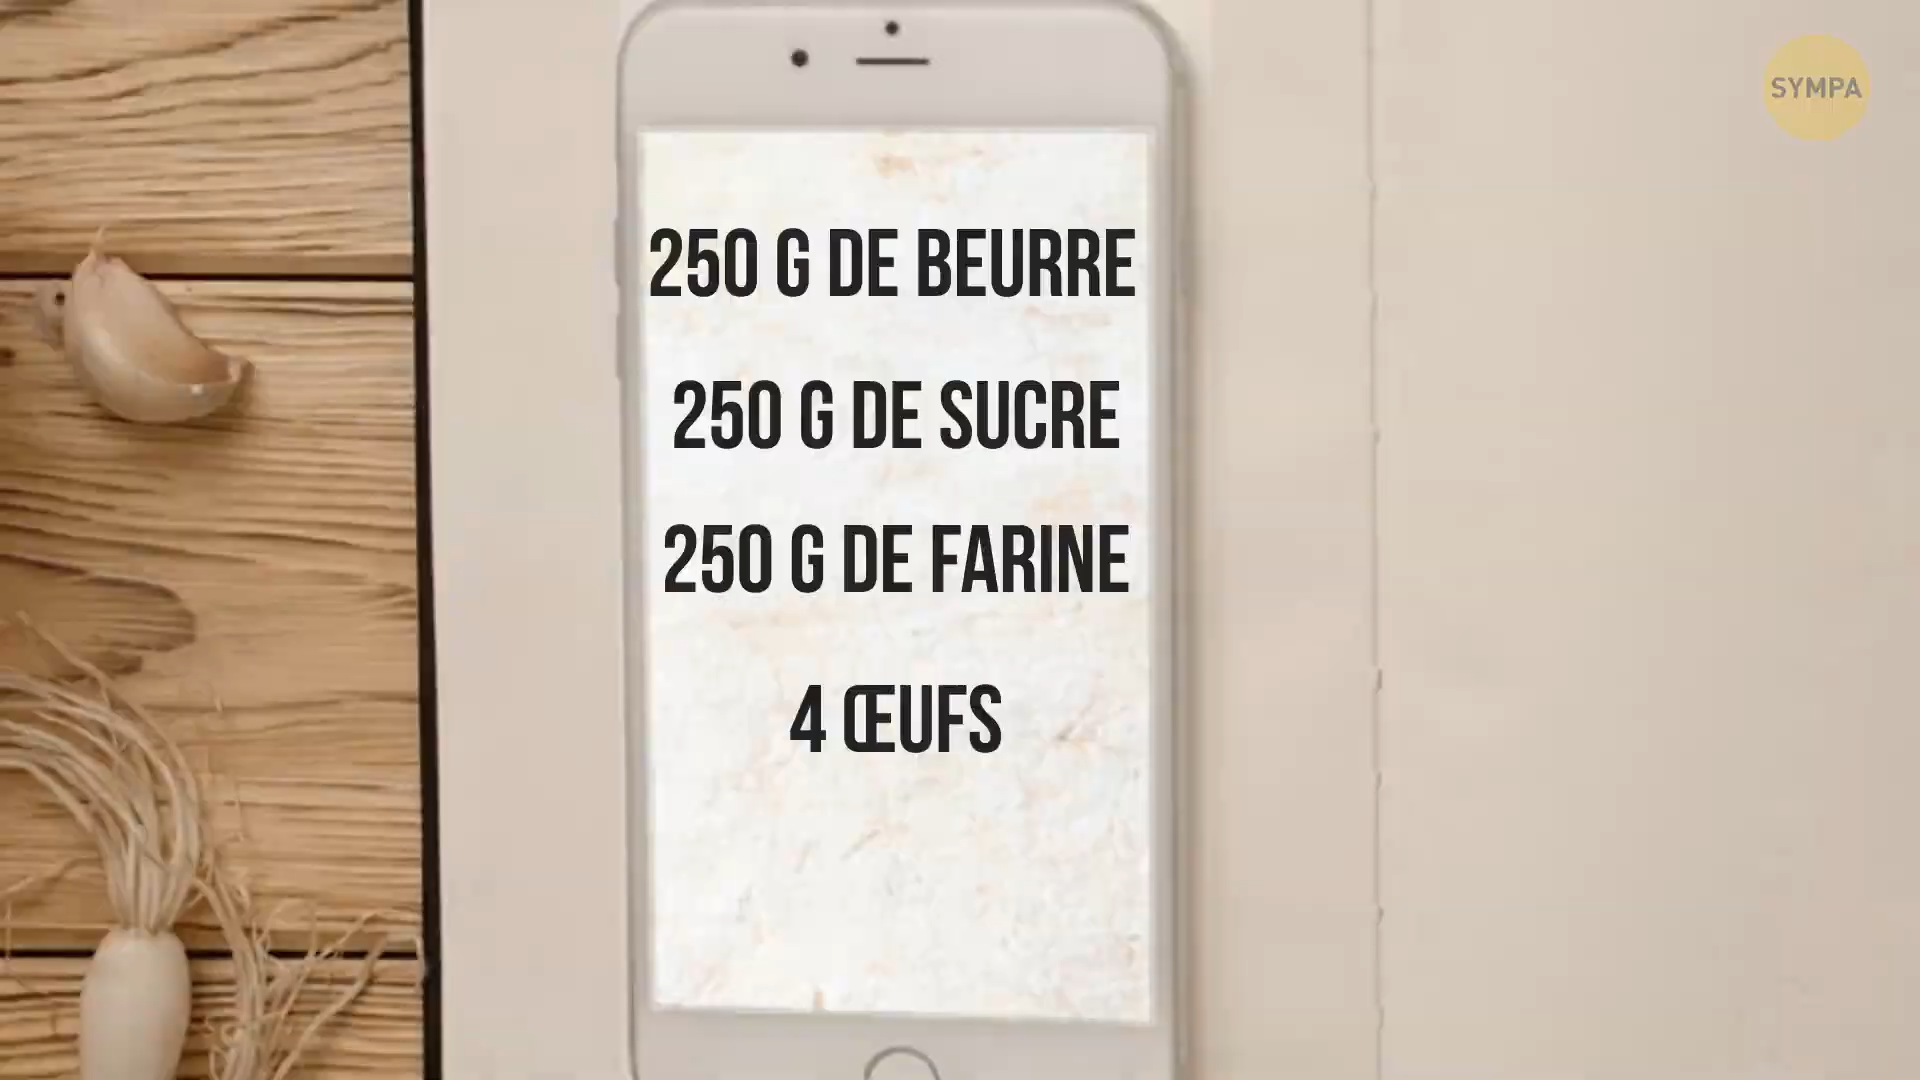 SYMPA
250 G DE BEURRE
250 G DE SUCRE
250 G DE FARINE
4 ŒUFS